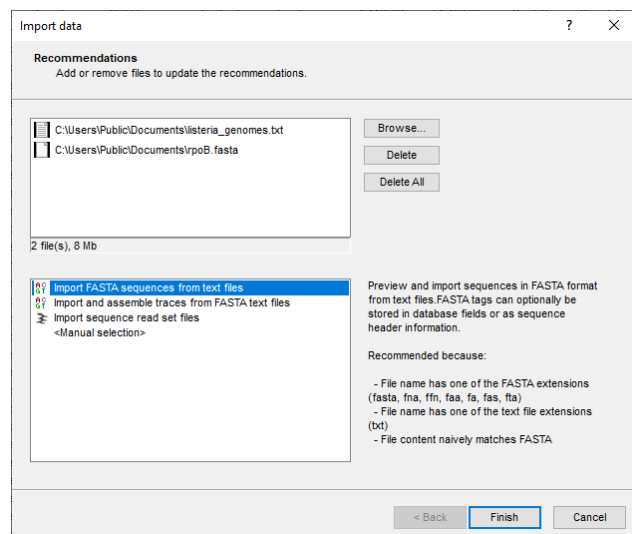 Import data
Recommendations
Add or remove files to update the recommendations.
C:\Users\Public\Documents\listeria_genomes.txt
C:\Users\Public\Documents\rpoB.fasta
Browse...
Delete
Delete All
2 file(s), 8 Mb
Import FASTA sequences from text files
Import and assemble traces from FASTA text files
Import sequence read set files
<Manual selection>
Preview and import sequences in FASTA format
from text files.FASTA tags can optionally be
stored in database fields or as sequence
header information.
Recommended because:
- File name has one of the FASTA extensions
(fasta, fna, ffn, faa, fa, fas, fta)
- File name has one of the text file extensions
(txt)
- File content naively matches FASTA
< Back
Finish
Cancel